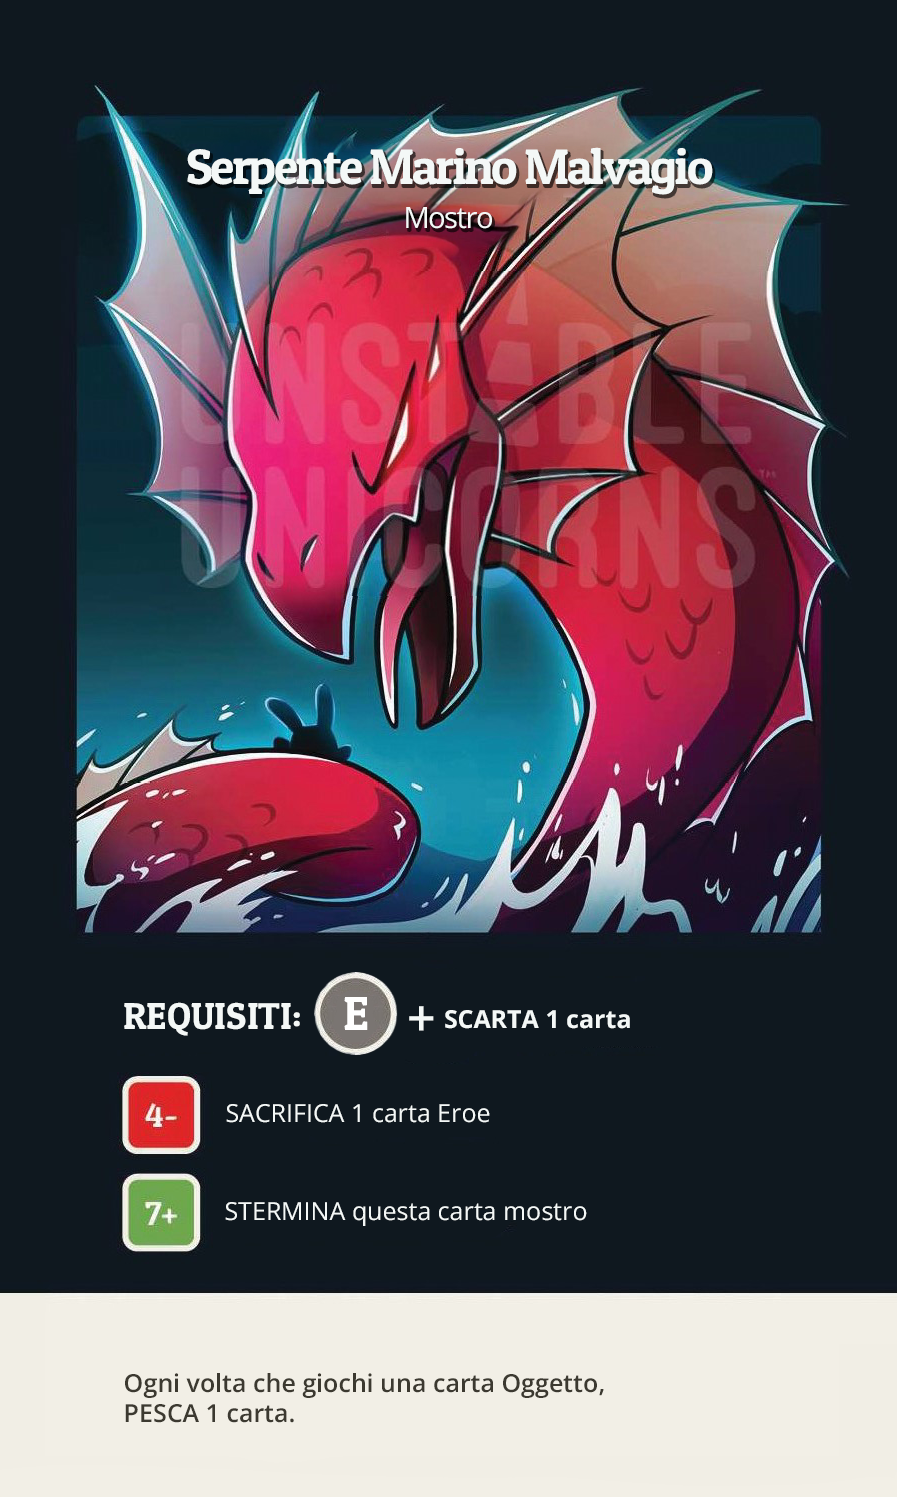 Serpente Marino Malvagio
Mostro
UNSTABLE
UNICORNS™
REQUISITI: E + SCARTA 1 carta
4- SACRIFICA 1 carta Eroe
7+ STERMINA questa carta mostro
Ogni volta che giochi una carta Oggetto,
PESCA 1 carta.